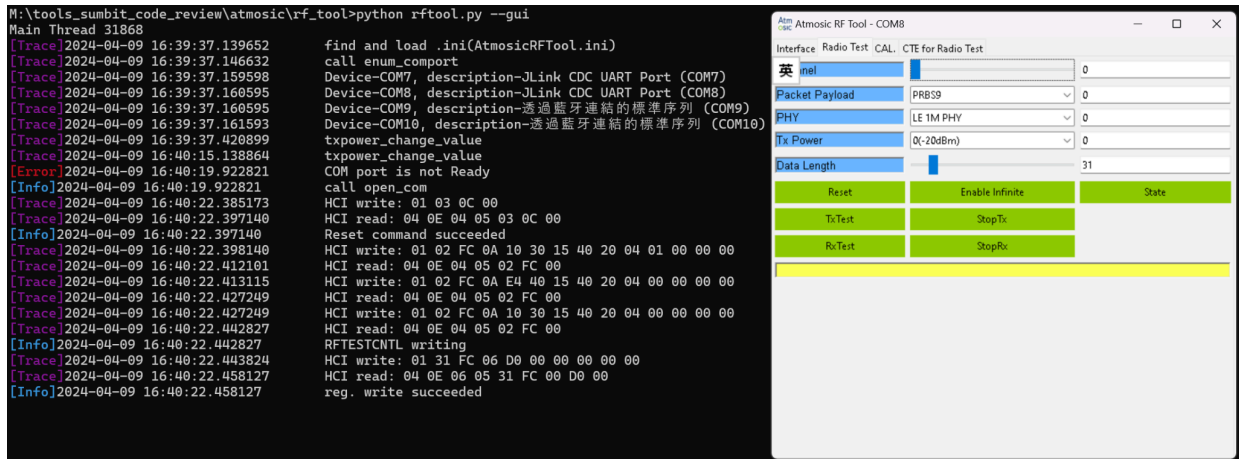 M:\tools_sumbit_code_review\atmosic\rf_tool>python rftool.py --gui
Main Thread 31868
[Trace]2024-04-09 16:39:37.139652 find and load .ini(AtmosicRFTool.ini)
[Trace]2024-04-09 16:39:37.146632 call enum_comport
[Trace]2024-04-09 16:39:37.159598 Device-COM7, description-JLink CDC UART Port (COM7)
[Trace]2024-04-09 16:39:37.160595 Device-COM8, description-JLink CDC UART Port (COM8)
[Trace]2024-04-09 16:39:37.160595 Device-COM9, description-透過藍牙連結的標準序列 (COM9)
[Trace]2024-04-09 16:39:37.161593 Device-COM10, description-透過藍牙連結的標準序列 (COM10)
[Trace]2024-04-09 16:39:37.420899 txpower_change_value
[Trace]2024-04-09 16:40:15.138864 txpower_change_value
[Error]2024-04-09 16:40:19.922821 COM port is not Ready
[Info]2024-04-09 16:40:19.922821 call open_com
[Trace]2024-04-09 16:40:22.385173 HCI write: 01 03 0C 00
[Trace]2024-04-09 16:40:22.397140 HCI read: 04 0E 04 05 03 0C 00
[Info]2024-04-09 16:40:22.397140 Reset command succeeded
[Trace]2024-04-09 16:40:22.398140 HCI write: 01 02 FC 0A 10 30 15 40 20 04 01 00 00 00
[Trace]2024-04-09 16:40:22.412101 HCI read: 04 0E 04 05 02 FC 00
[Trace]2024-04-09 16:40:22.413115 HCI write: 01 02 FC 0A E4 40 15 40 20 04 00 00 00 00
[Trace]2024-04-09 16:40:22.427249 HCI read: 04 0E 04 05 02 FC 00
[Trace]2024-04-09 16:40:22.427249 HCI write: 01 02 FC 0A 10 30 15 40 20 04 00 00 00 00
[Trace]2024-04-09 16:40:22.442827 HCI read: 04 0E 04 05 02 FC 00
[Info]2024-04-09 16:40:22.442827 RFTESTCNTL writing
[Trace]2024-04-09 16:40:22.443824 HCI write: 01 31 FC 06 D0 00 00 00 00 00
[Trace]2024-04-09 16:40:22.458127 HCI read: 04 0E 06 05 31 FC 00 D0 00
[Info]2024-04-09 16:40:22.458127 reg. write succeeded
Atmosic Atmosic RF Tool - COM8
Interface Radio Test CAL. CTE for Radio Test
英 nnel 0
Packet Payload PRBS9 0
PHY LE 1M PHY 0
Tx Power 0(-20dBm) 0
Data Length 31
Reset Enable Infinite State
TxTest StopTx
RxTest StopRx